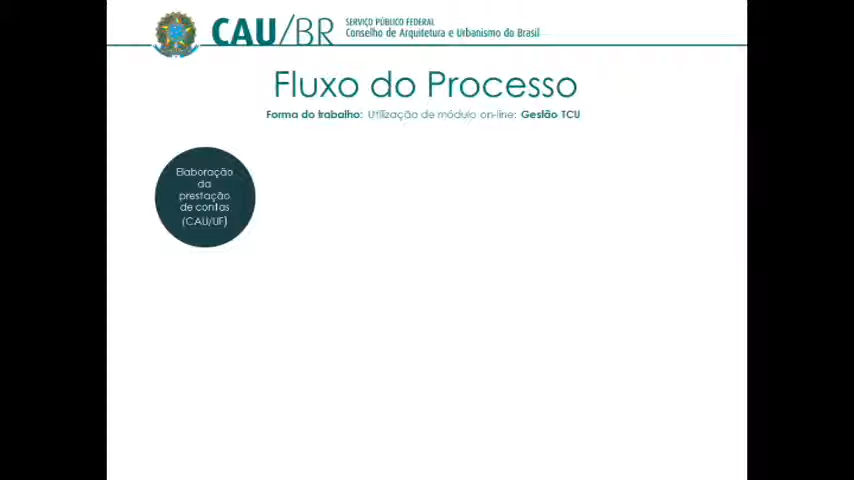 CAU/BR
SERVIÇO PÚBLICO FEDERAL
Conselho de Arquitetura e Urbanismo do Brasil
Fluxo do Processo
Forma do trabalho: Utilização de módulo on-line: Gestão TCU
Elaboração
da
prestação
de contas
(CAU/UF)